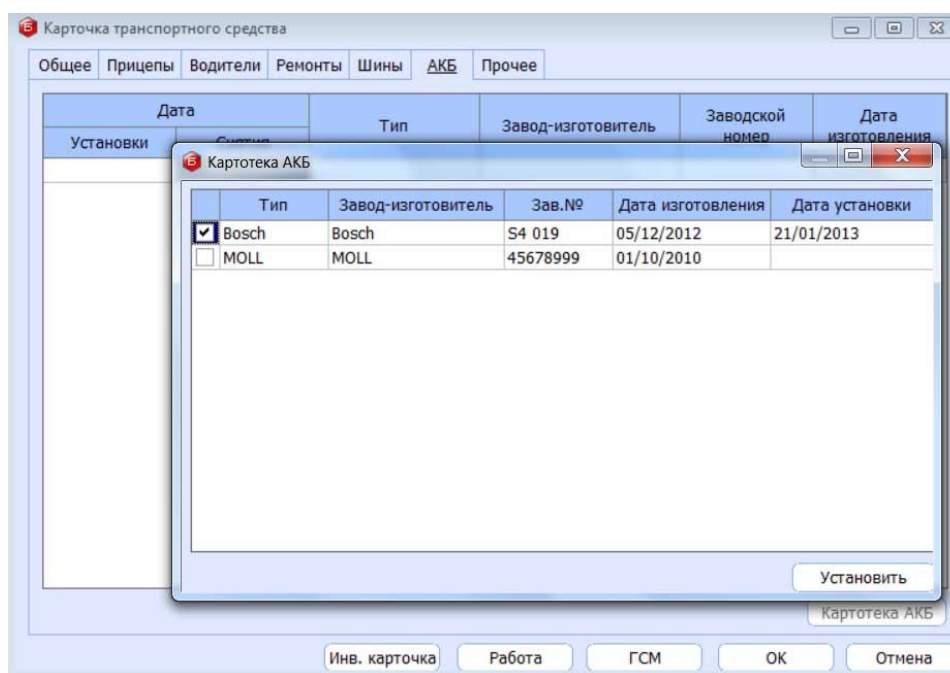 Карточка транспортного средства
Общее Прицепы Водители Ремонты Шины АКБ Прочее
Дата Тип Завод-изготовитель Заводской номер Дата изготовления
Установки Снятия
Картотека АКБ
Тип Завод-изготовитель Зав.№ Дата изготовления Дата установки
Bosch Bosch S4 019 05/12/2012 21/01/2013
MOLL MOLL 45678999 01/10/2010
Установить
Картотека АКБ
Инв. карточка Работа ГСМ ОК Отмена